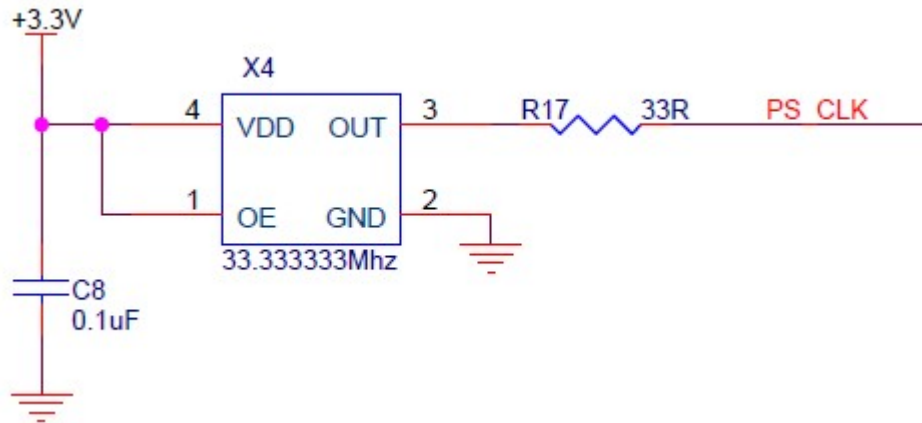 +3.3V
X4
4
VDD
OUT
3
R17
33R
PS_CLK
1
OE
GND
2
33.333333Mhz
C8
0.1uF